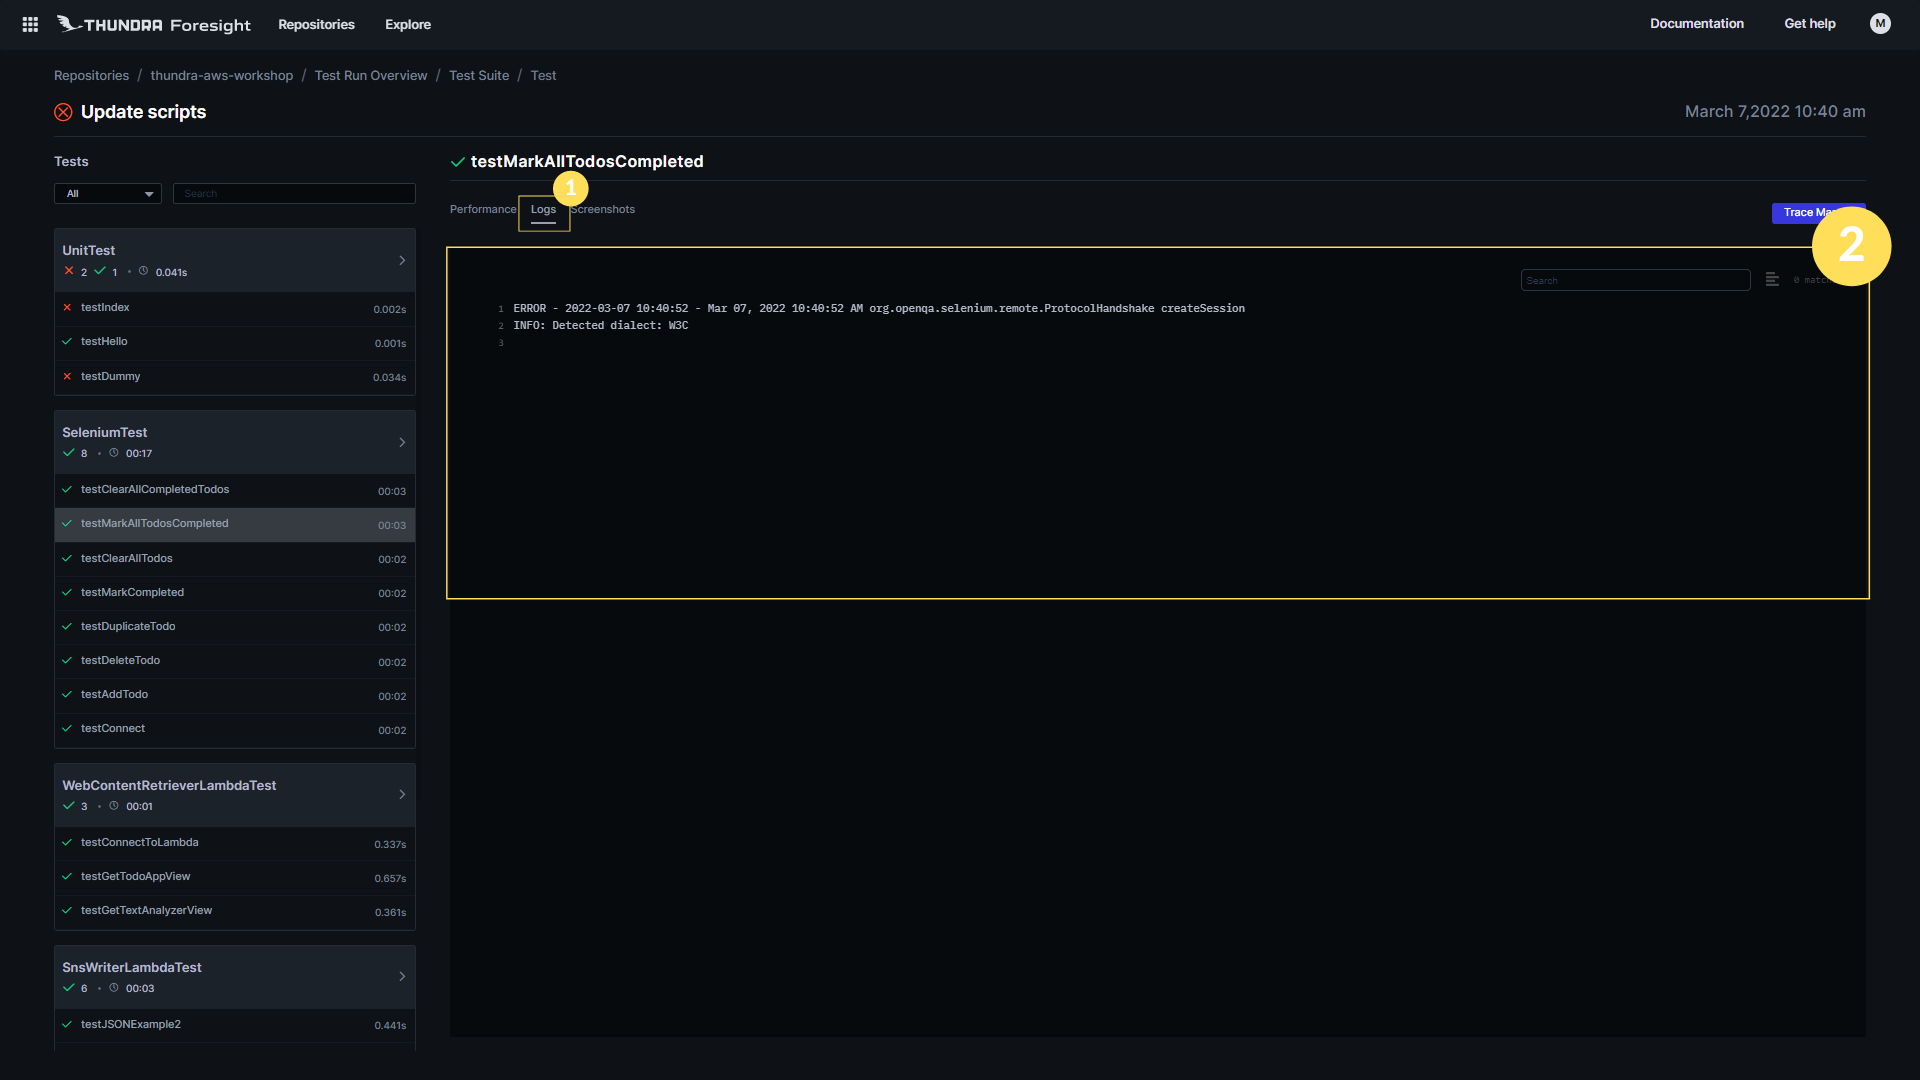 THUNDRA Foresight Repositories Explore Documentation Get help M
Repositories / thundra-aws-workshop / Test Run Overview / Test Suite / Test
Update scripts March 7,2022 10:40 am
Tests
All Search
UnitTest
2 1 • 0.041s
testIndex 0.002s
testHello 0.001s
testDummy 0.034s
SeleniumTest
8 • 00:17
testClearAllCompletedTodos 00:03
testMarkAllTodosCompleted 00:03
testClearAllTodos 00:02
testMarkCompleted 00:02
testDuplicateTodo 00:02
testDeleteTodo 00:02
testAddTodo 00:02
testConnect 00:02
WebContentRetrieverLambdaTest
3 • 00:01
testConnectToLambda 0.337s
testGetTodoAppView 0.657s
testGetTextAnalyzerView 0.361s
SnsWriterLambdaTest
6 • 00:03
testJSONExample2 0.441s
testMarkAllTodosCompleted
1
Performance Logs Screenshots
Trace
2
Search 0
1 ERROR - 2022-03-07 10:40:52 - Mar 07, 2022 10:40:52 AM org.openqa.selenium.remote.ProtocolHandshake createSession
2 INFO: Detected dialect: W3C
3